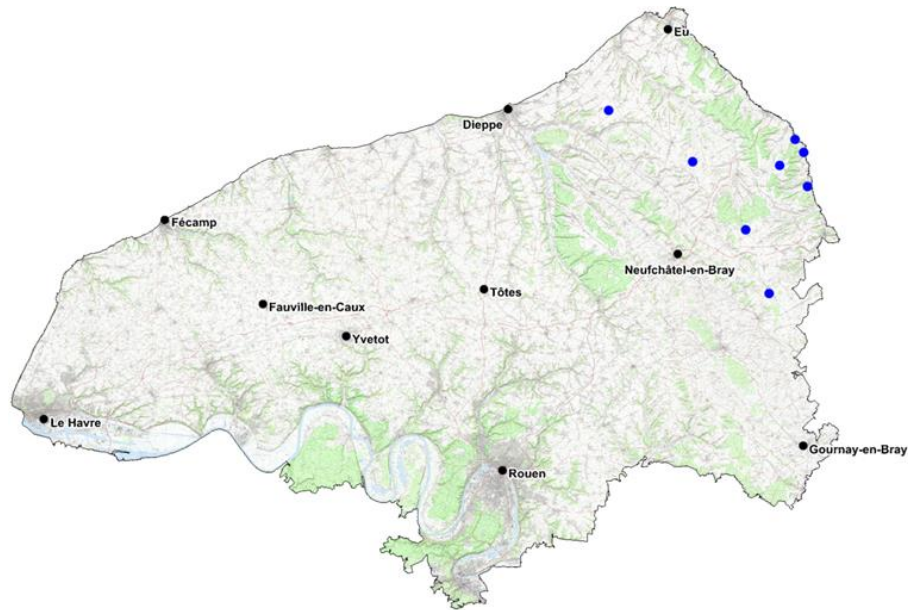 Eu
Dieppe
Fécamp
Neufchâtel-en-Bray
Tôtes
Fauville-en-Caux
Yvetot
Le Havre
Gournay-en-Bray
Rouen